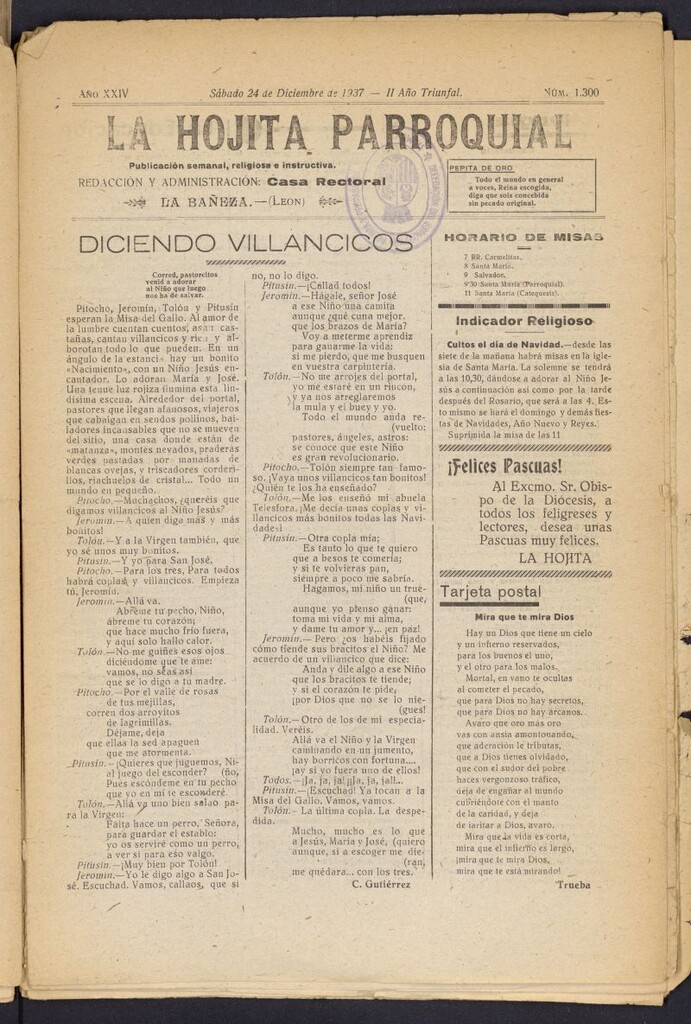 AÑO XXIV
Sábado 24 de Diciembre de 1937 — II Año Triunfal.
NÚM. 1.300
LA HOJITA PARROQUIAL
Publicación semanal, religiosa e instructiva.
REDACCIÓN Y ADMINISTRACIÓN: Casa Rectoral
LA BAÑEZA.—(LEON)
PEPITA DE ORO
Todo el mundo en general
a voces, Reina escogida,
diga que sois concebida
sin pecado original.
DICIENDO VILLANCICOS
Corred, pastorcitos
venid a adorar
al Niño que luego
nos ha de salvar.
Pitocho, Jeromín, Tolón y Pitusín
esperan la Misa del Gallo. Al amor de
la lumbre cuentan cuentos, asan cas-
tañas, cantan villancicos y ríen y al-
borotan todo lo que pueden. En un
ángulo de la estancia hay un bonito
«Nacimiento», con un Niño Jesús en-
cantador. Lo adoran María y José.
Una tenue luz rojiza ilumina esta lin-
dísima escena. Alrededor del portal,
pastores que llegan afanosos, viajeros
que cabalgan en sendos pollinos, bai-
ladores incansables que no se mueven
del sitio, una casa donde están de
«matanza», montes nevados, praderas
verdes pastadas por manadas de
blancas ovejas, y triscadores corderi-
llos, riachuelos de cristal... Todo un
mundo en pequeño.
Pitocho.—Muchachos, ¿queréis que
digamos villancicos al Niño Jesús?
Jeromín.—A quien diga más y más
bonitos!
Tolón.—Y a la Virgen también, que
yo sé unos muy bonitos.
Pitusín.—Y yo para San José.
Pitocho.—Para los tres. Para todos
habrá coplas y villancicos. Empieza
tú, Jeromín.
Jeromín.—Allá va.
Abreme tu pecho, Niño,
ábreme tu corazón;
que hace mucho frío fuera,
y aquí solo hallo calor.
Tolón.—No me guiñes esos ojos
diciéndome que te ame;
vamos, no seas así
que se lo digo a tu madre.
Pitocho.—Por el valle de rosas
de tus mejillas,
corren dos arroyitos
de lagrimillas.
Déjame, deja
que ellas la sed apaguen
que me atormenta.
Pitusín.—¿Quieres que juguemos, Ni-
al juego del esconder? (ño,
Pues escóndeme en tu pecho
que yo en mí te esconderé.
Tolón.—Allá va uno bien salao pa-
ra la Virgen:
Falta hace un perro, Señora,
para guardar el establo;
yo os serviré como un perro,
a ver si para eso valgo.
Pitusín.—¡Muy bien por Tolón!
Jeromín.—Yo le digo algo a San Jo-
sé. Escuchad. Vamos, callaos, que si
no, no lo digo.
Pitusín.—¡Callad todos!
Jeromín.—Hágale, señor José
a ese Niño una camita
aunque ¿qué cuna mejor.
que los brazos de María?
Voy a meterme aprendiz
para ganarme la vida;
si me pierdo, que me busquen
en vuestra carpintería.
Tolón.—No me arrojes del portal,
yo me estaré en un rincón,
y ya nos arreglaremos
la mula y el buey y yo.
Todo el mundo anda re-
(vuelto;
pastores, ángeles, astros:
se conoce que este Niño
es gran revolucionario.
Pitocho.—Tolón siempre tan famo-
so. ¡Vaya unos villancicos tan bonitos!
¿Quién te los ha enseñado?
Tolón.—Me los enseñó mi abuela
Telesfora. ¡Me decía unas coplas y vi-
llancicos más bonitos todas las Navi-
dades!
Pitusín.—Otra copla mía;
Es tanto lo que te quiero
que a besos te comería;
y si te volvieras pan,
siempre a poco me sabría.
Hagamos, mi niño un true-
(que,
aunque yo pienso ganar:
toma mi vida y mi alma,
y dame tu amor y... ¡en paz!
Jeromín.—Pero ¿os habéis fijado
cómo tiende sus bracitos el Niño? Me
acuerdo de un villancico que dice:
Anda y dile algo a ese Niño
que los bracitos te tiende;
y si el corazón te pide,
¡por Dios que no se lo nie-
(gues!
Tolón.—Otro de los de mi especia-
lidad. Veréis.
Allá va el Niño y la Virgen
caminando en un jumento,
hay borricos con fortuna....
¡ay si yo fuera uno de ellos!
Todos.—¡Ja, ja, ja! ¡Ja, ja, ja!...
Pitusín.—¡Escuchad! Ya tocan a la
Misa del Gallo. Vamos, vamos.
Tolón.—La última copla. La despe-
dida.
Mucho, mucho es lo que
a Jesús, María y José, (quiero
aunque, si a escoger me die-
(ran,
me quedara... con los tres.
C. Gutiérrez
HORARIO DE MISAS
7 RR. Carmelitas.
8 Santa María.
9 Salvador.
9'30 Santa María (Parroquial).
11 Santa María (Catequesis).
Indicador Religioso
Cultos el día de Navidad.—desde las
siete de la mañana habrá misas en la igle-
sia de Santa María. La solemne se tendrá
a las 10,30, dándose a adorar al Niño Je-
sús a continuación así como por la tarde
después del Rosario, que será a las 4. Es-
to mismo se hará el domingo y demás fies-
tas de Navidades, Año Nuevo y Reyes.
Suprimida la misa de las 11
¡Felices Pascuas!
Al Excmo. Sr. Obis-
po de la Diócesis, a
todos los feligreses y
lectores, desea unas
Pascuas muy felices.
LA HOJITA
Tarjeta postal
Mira que te mira Dios
Hay un Dios que tiene un cielo
y un infierno reservados,
para los buenos el uno,
y el otro para los malos.
Mortal, en vano te ocultas
al cometer el pecado,
que para Dios no hay secretos,
que para Dios no hay arcanos.
Avaro que oro más oro
vas con ansia amontonando,
que adoración le tributas,
que a Dios tienes olvidado,
que con el sudor del pobre
haces vergonzoso tráfico,
deja de engañar al mundo
cubriéndote con el manto
de la caridad, y deja
de irritar a Dios, avaro.
Mira que la vida es corta,
mira que el infierno es largo,
¡mira que te mira Dios,
mira que te está mirando!
Trueba